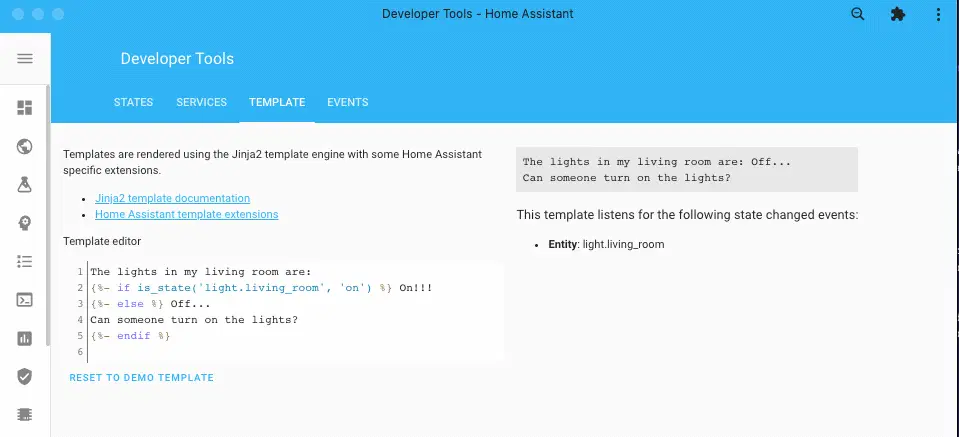 Developer Tools - Home Assistant
Developer Tools
STATES SERVICES TEMPLATE EVENTS
Templates are rendered using the Jinja2 template engine with some Home Assistant
specific extensions.
• Jinja2 template documentation
• Home Assistant template extensions
Template editor
1 The lights in my living room are:
2 {%- if is_state('light.living_room', 'on') %} On!!!
3 {%- else %} Off...
4 Can someone turn on the lights?
5 {%- endif %}
6
RESET TO DEMO TEMPLATE
The lights in my living room are: Off...
Can someone turn on the lights?
This template listens for the following state changed events:
• Entity: light.living_room